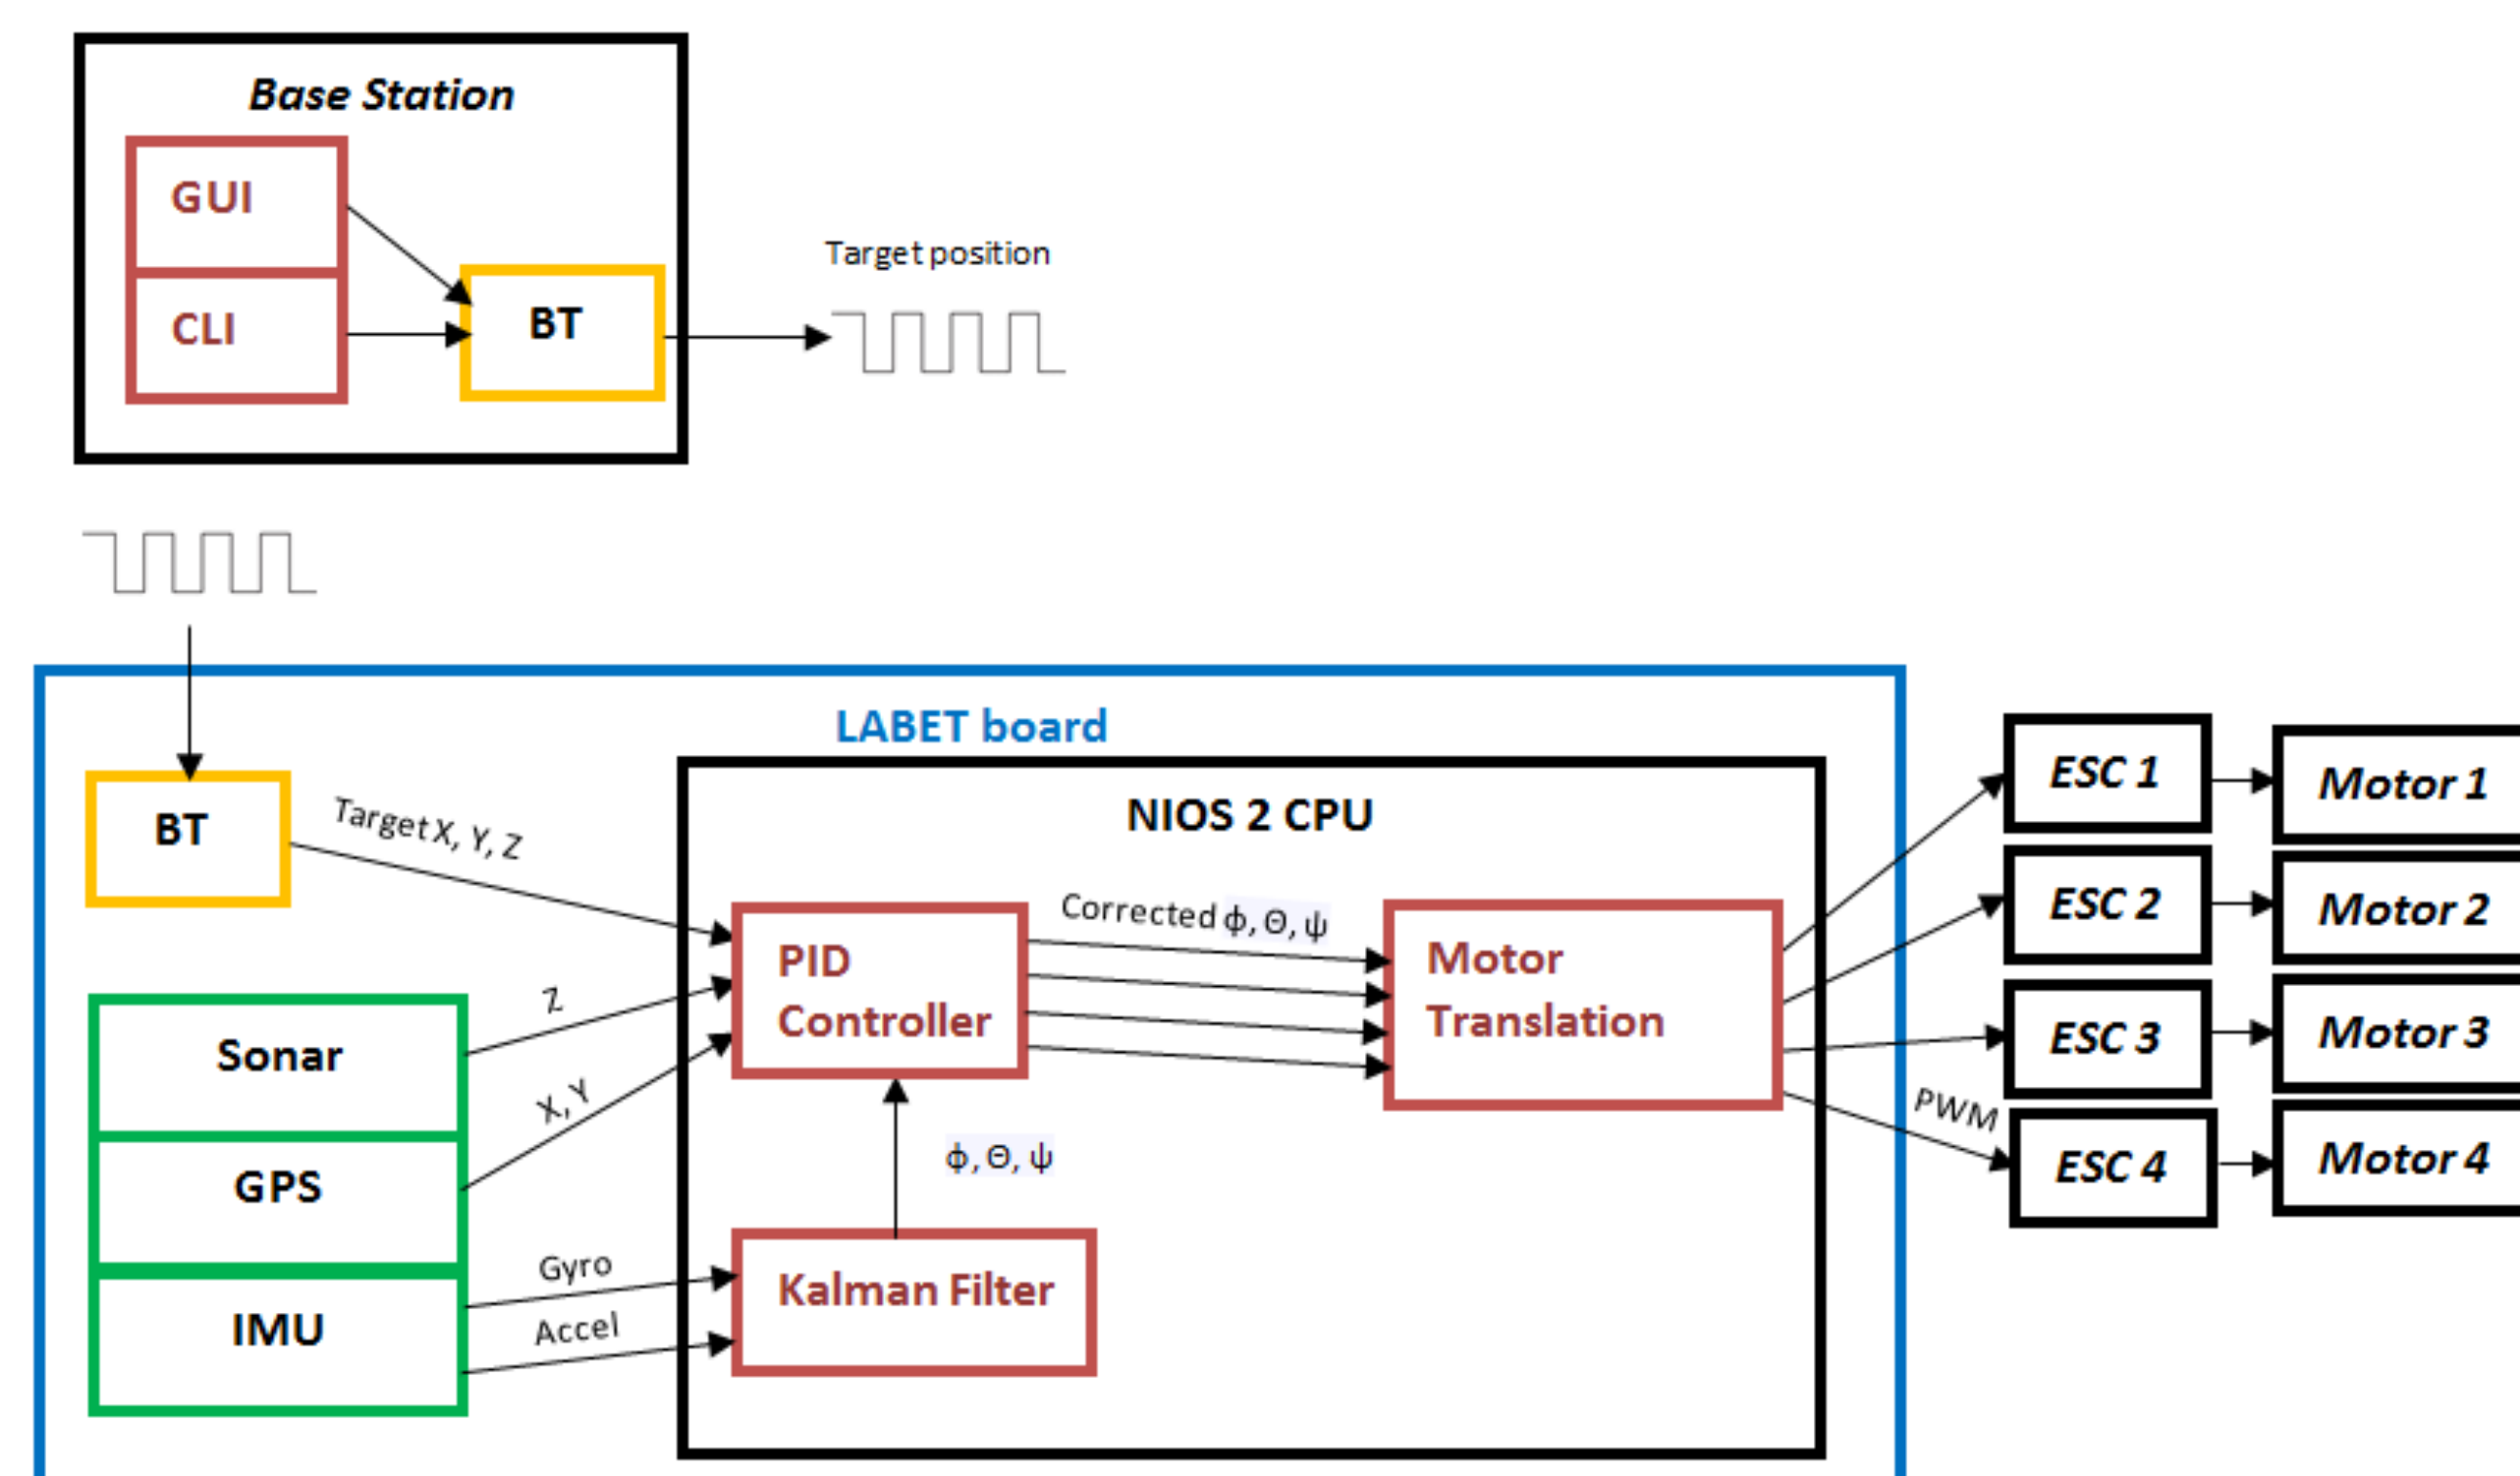 Base Station
GUI
CLI
BT
Target position
LABET board
BT
Target X, Y, Z
NIOS 2 CPU
Sonar
GPS
IMU
Z
X, Y
Gyro
Accel
PID
Controller
Corrected ϕ, Θ, ψ
Motor
Translation
ϕ, Θ, ψ
Kalman Filter
PWM
ESC 1
Motor 1
ESC 2
Motor 2
ESC 3
Motor 3
ESC 4
Motor 4